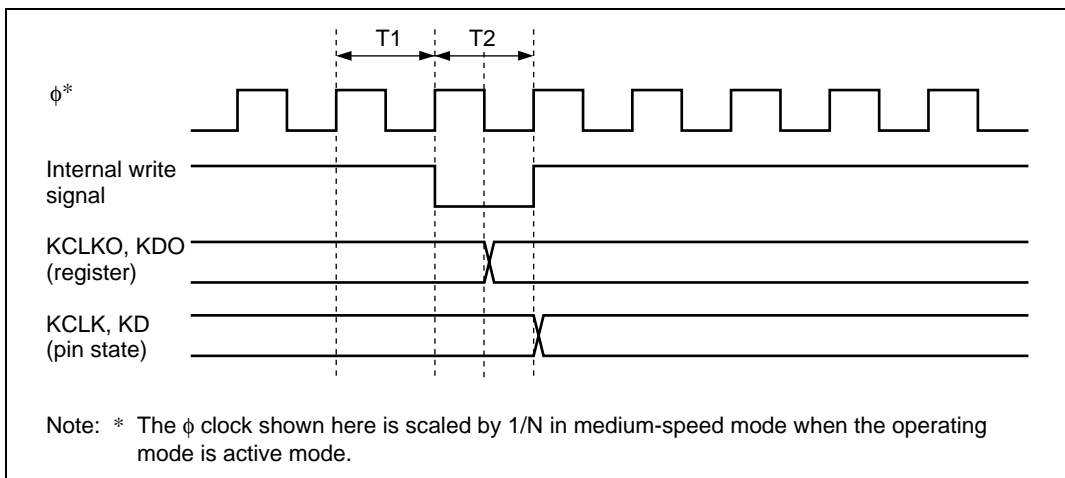 T1 T2
ϕ*
Internal write
signal
KCLKO, KDO
(register)
KCLK, KD
(pin state)
Note: * The ϕ clock shown here is scaled by 1/N in medium-speed mode when the operating
mode is active mode.